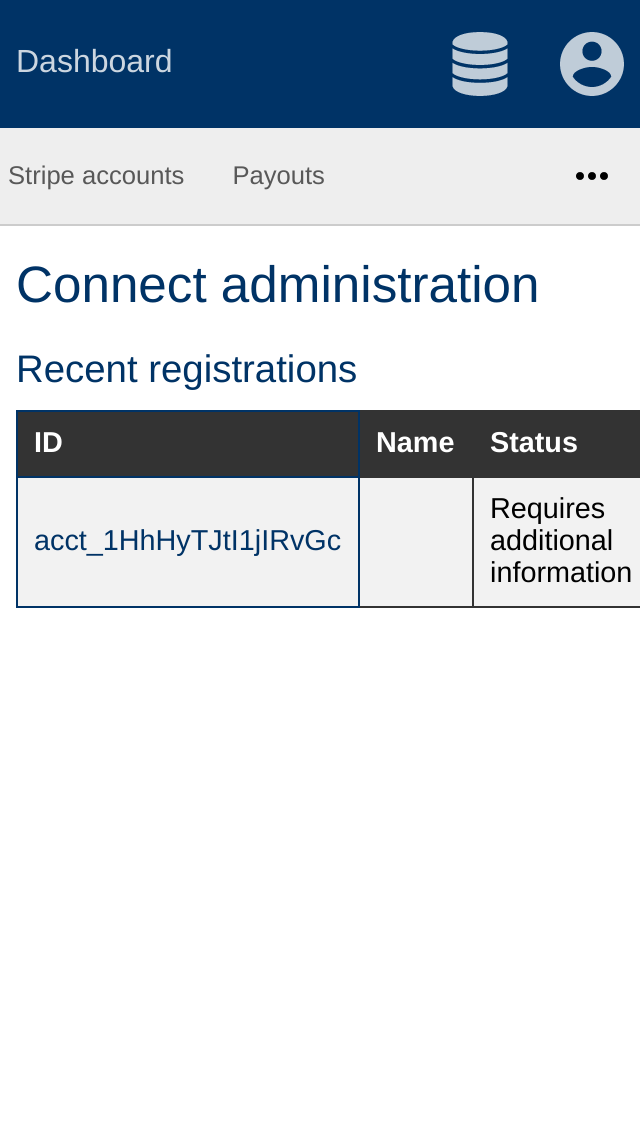 Dashboard
Stripe accounts Payouts
Connect administration
Recent registrations
ID Name Status
acct_1HhHyTJtI1jIRvGc
Requires
additional
information